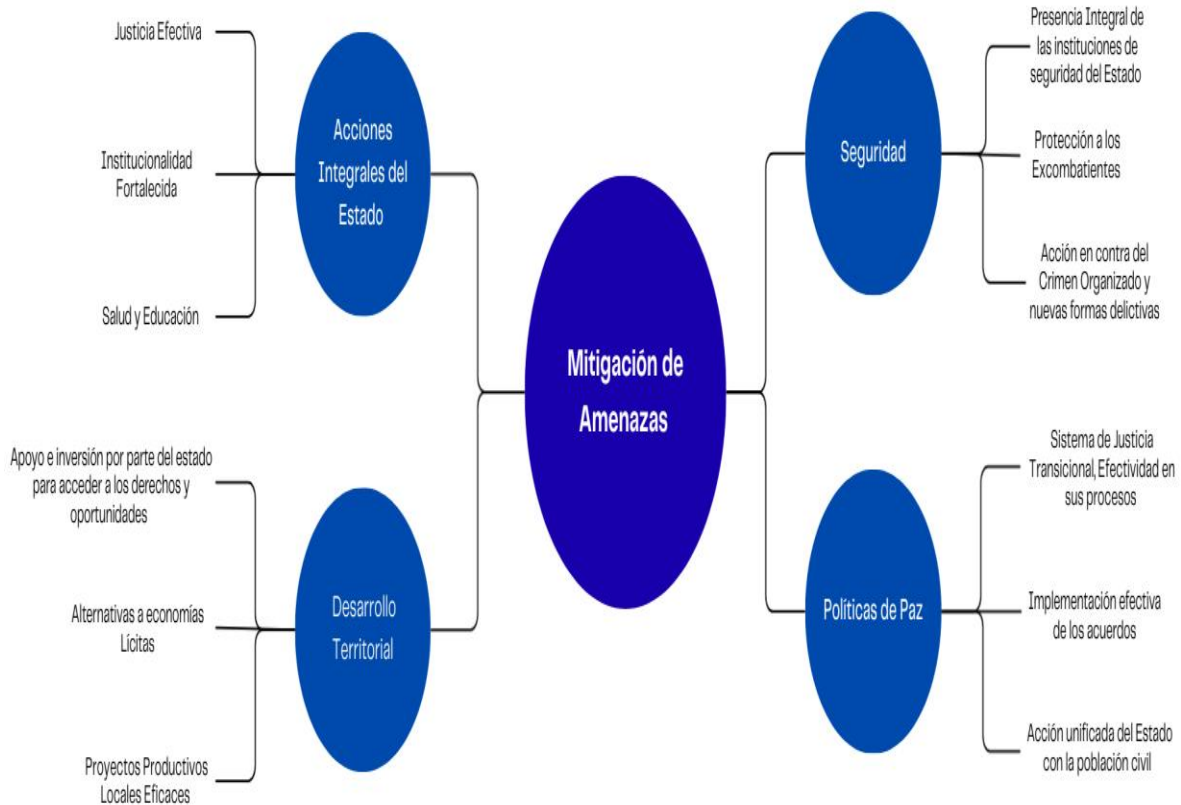 Justicia Efectiva
Institucionalidad
Fortalecida
Salud y Educación
Acciones
Integrales del
Estado
Apoyo e inversión por parte del estado
para acceder a los derechos y
oportunidades
Alternativas a economías
Lícitas
Proyectos Productivos
Locales Eficaces
Desarrollo
Territorial
Mitigación de
Amenazas
Seguridad
Presencia Integral de
las instituciones de
seguridad del Estado
Protección a los
Excombatientes
Acción en contra del
Crimen Organizado y
nuevas formas delictivas
Políticas de Paz
Sistema de Justicia
Transicional, Efectividad en
sus procesos
Implementación efectiva
de los acuerdos
Acción unificada del Estado
con la población civil